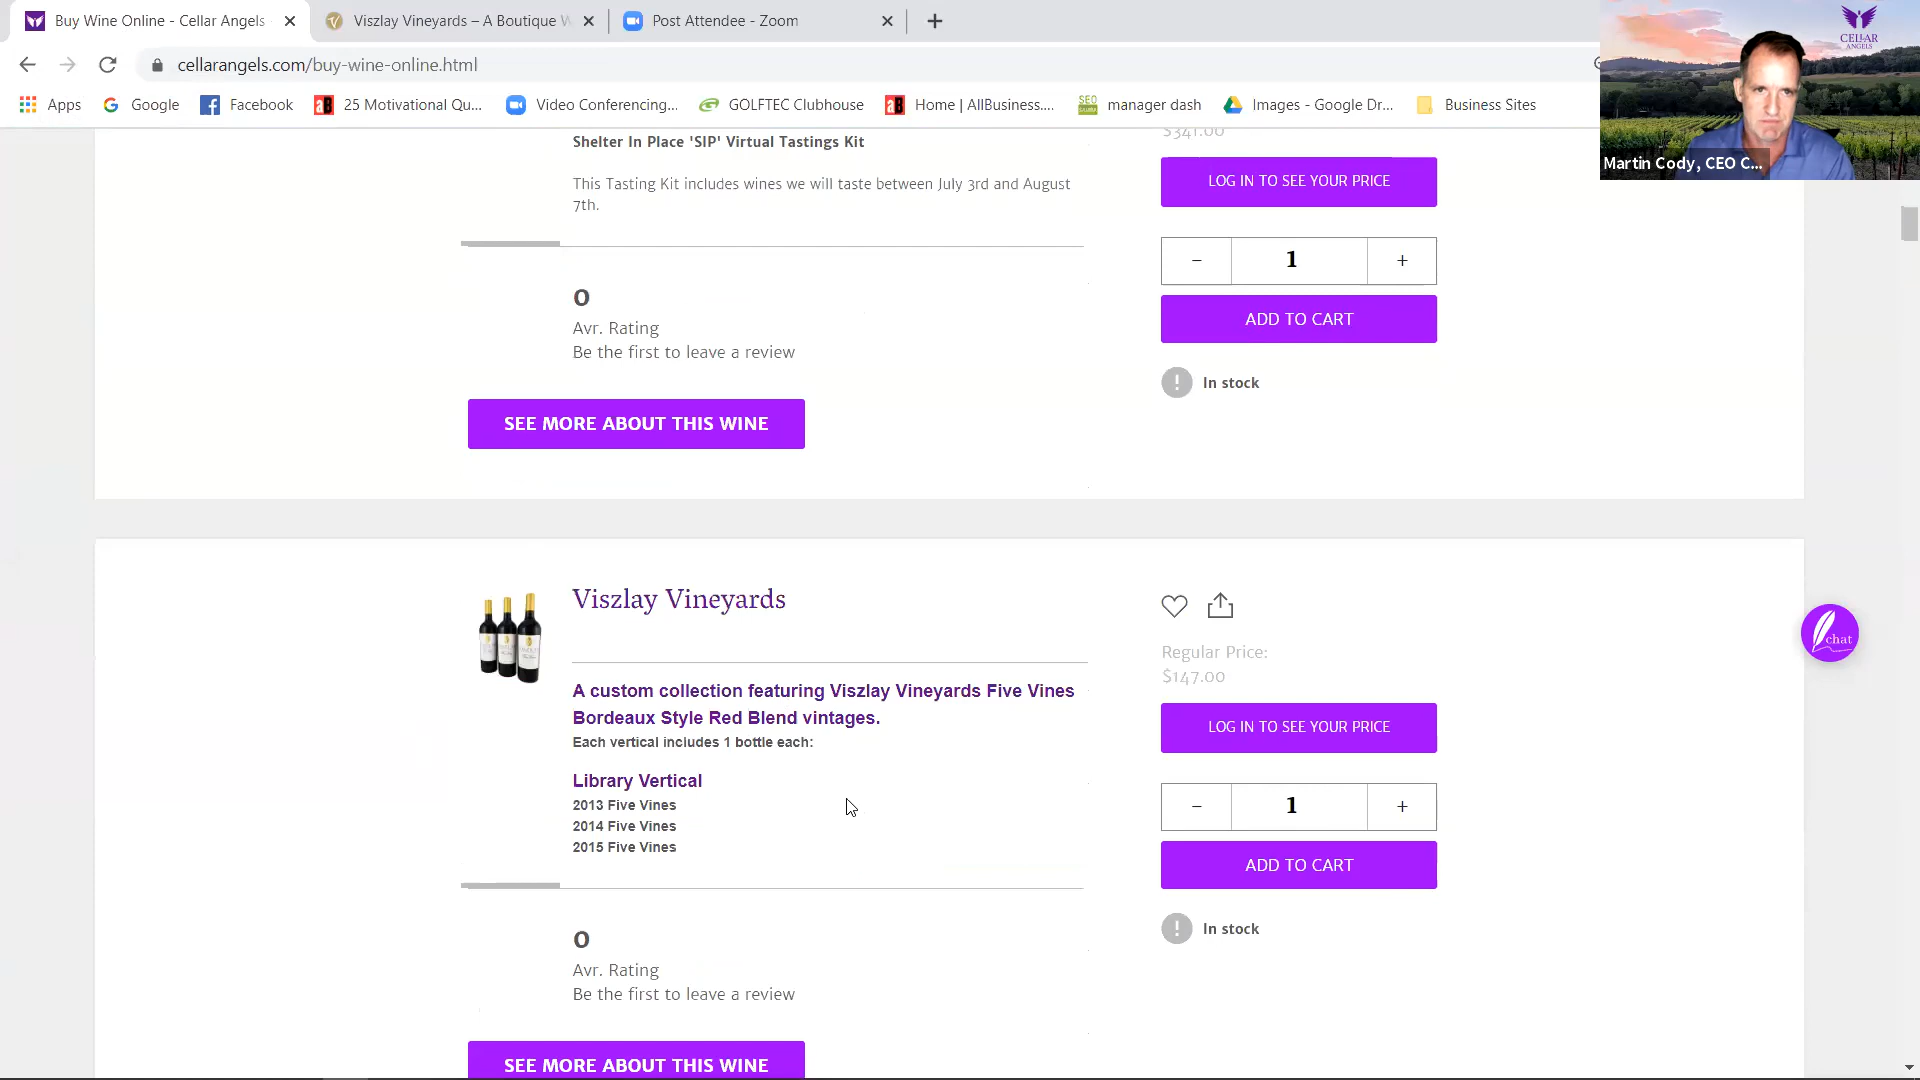 Buy Wine Online - Cellar Angels
Viszlay Vineyards – A Boutique W
Post Attendee - Zoom
cellarangels.com/buy-wine-online.html
Apps
Google
Facebook
25 Motivational Qu...
Video Conferencing...
GOLFTEC Clubhouse
Home | AllBusiness....
manager dash
Images - Google Dr...
Business Sites
CELLAR
ANGELS
Martin Cody, CEO C...
Shelter In Place 'SIP' Virtual Tastings Kit
This Tasting Kit includes wines we will taste between July 3rd and August
7th.
$341.00
LOG IN TO SEE YOUR PRICE
− 1 +
ADD TO CART
In stock
0
Avr. Rating
Be the first to leave a review
SEE MORE ABOUT THIS WINE
Viszlay Vineyards
A custom collection featuring Viszlay Vineyards Five Vines
Bordeaux Style Red Blend vintages.
Each vertical includes 1 bottle each:
Library Vertical
2013 Five Vines
2014 Five Vines
2015 Five Vines
Regular Price:
$147.00
LOG IN TO SEE YOUR PRICE
− 1 +
ADD TO CART
In stock
chat
0
Avr. Rating
Be the first to leave a review
SEE MORE ABOUT THIS WINE